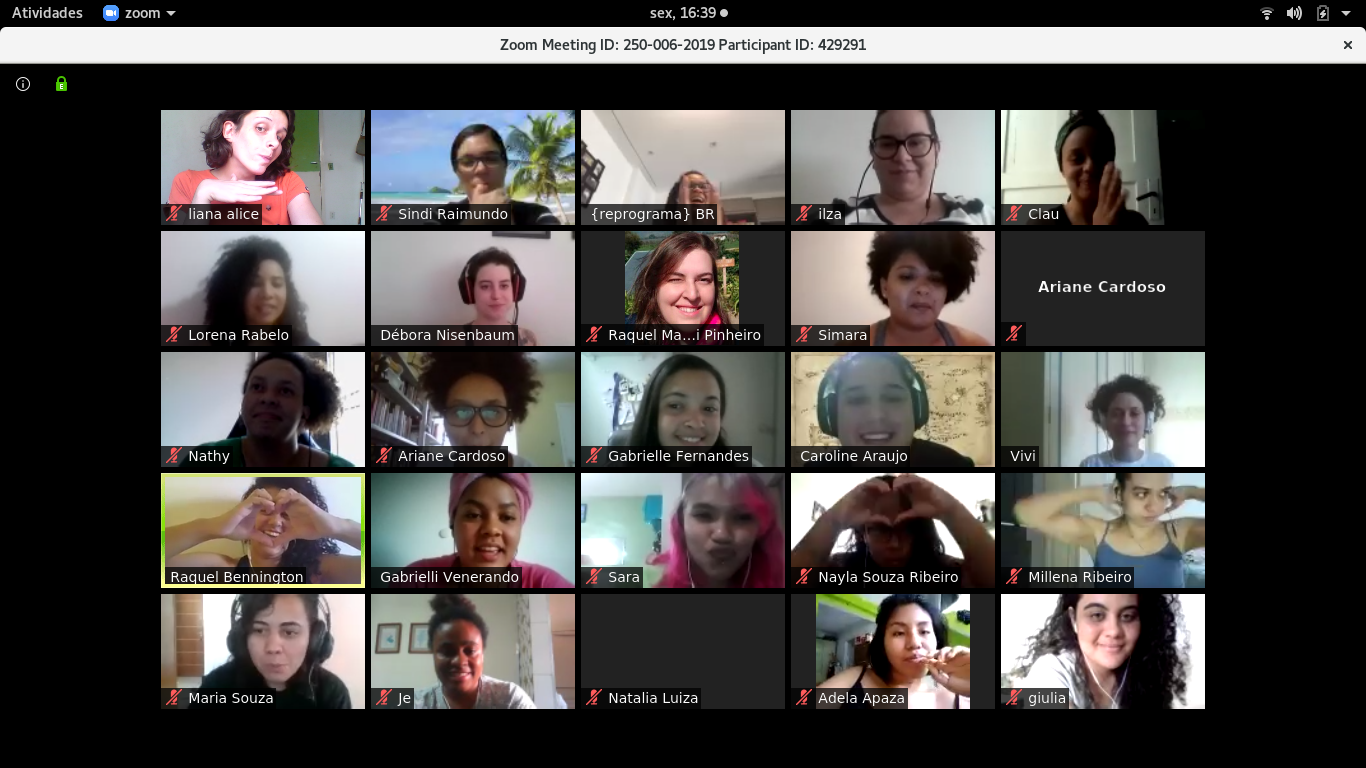 Atividades
zoom
sex, 16:39
Zoom Meeting ID: 250-006-2019 Participant ID: 429291
liana alice
Sindi Raimundo
{reprograma} BR
ilza
Clau
Lorena Rabelo
Débora Nisenbaum
Raquel Ma...i Pinheiro
Simara
Ariane Cardoso
Nathy
Ariane Cardoso
Gabrielle Fernandes
Caroline Araujo
Vivi
Raquel Bennington
Gabrielli Venerando
Sara
Nayla Souza Ribeiro
Millena Ribeiro
Maria Souza
Je
Natalia Luiza
Adela Apaza
giulia